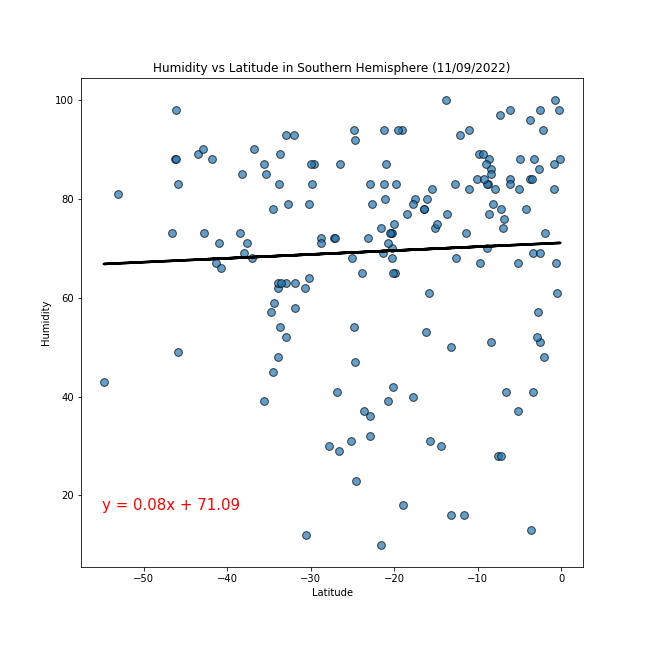 Humidity vs Latitude in Southern Hemisphere (11/09/2022)
100
80
60
40
20
Humidity
y = 0.08x + 71.09
−50
−40
−30
−20
−10
0
Latitude